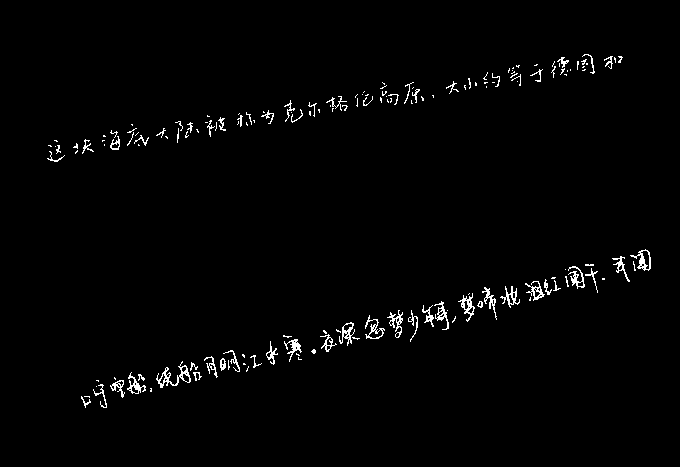 这块海底大陆被称为克尔格伦高原,大小约等于德国和
守空船,绕船月明江水寒。夜深忽梦少年事,梦啼妆泪红阑干.我闻